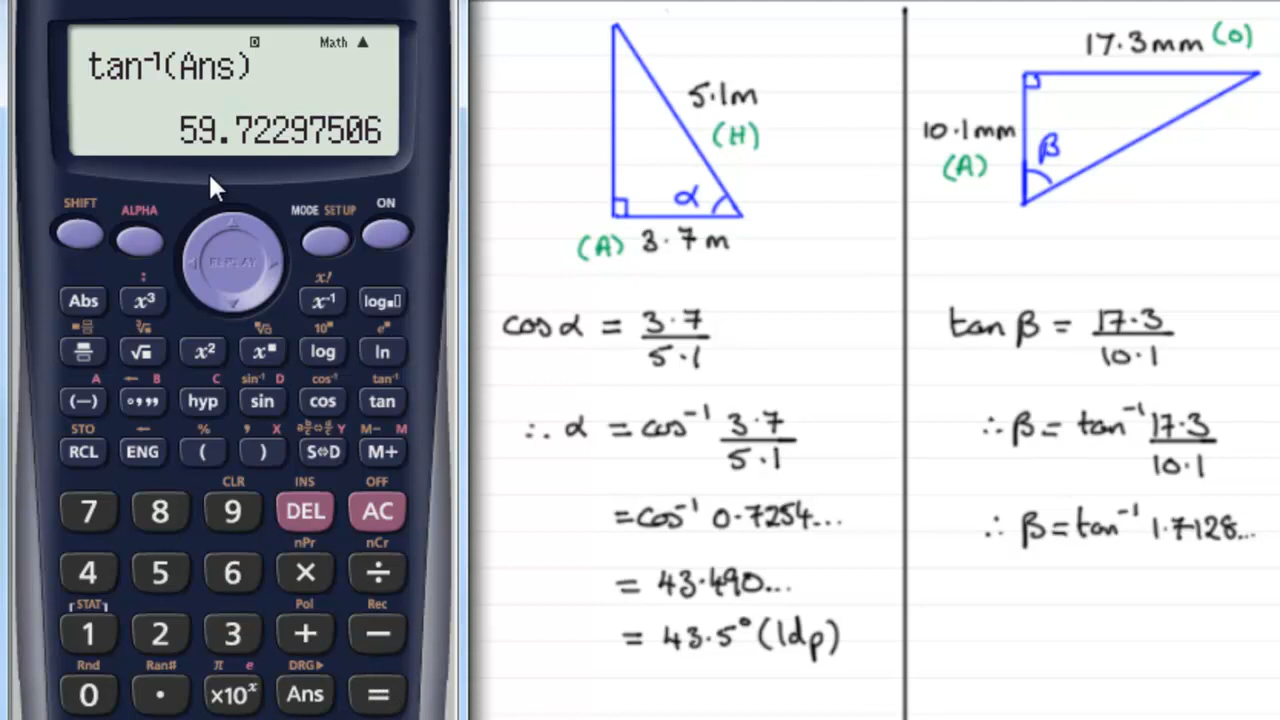 tan⁻¹(Ans) D Math ▲
59.72297506
SHIFT ALPHA MODE SETUP ON
REPLAY
: x!
Abs x³ x⁻¹ log
10■ e■
√■ x² x■ log ln
A ← B C sin⁻¹ D cos⁻¹ tan⁻¹
(−) °,,, hyp sin cos tan
STO ← % , X Y M− M
RCL ENG ( ) S⇔D M+
CLR INS OFF
7 8 9 DEL AC
nPr nCr
4 5 6 × ÷
STAT Pol Rec
1 2 3 + −
Rnd Ran# π e DRG▶
0 · ×10ˣ Ans =
5.1m
(H)
α
(A) 3.7 m
cos α = 3.7/5.1
∴ α = cos⁻¹ 3.7/5.1
=cos⁻¹ 0.7254...
= 43.490...
= 43.5° (1dp)
17.3mm (O)
10.1mm
β
(A)
tan β = 17.3/10.1
∴ β = tan⁻¹ 17.3/10.1
∴ β = tan⁻¹ 1.7128...